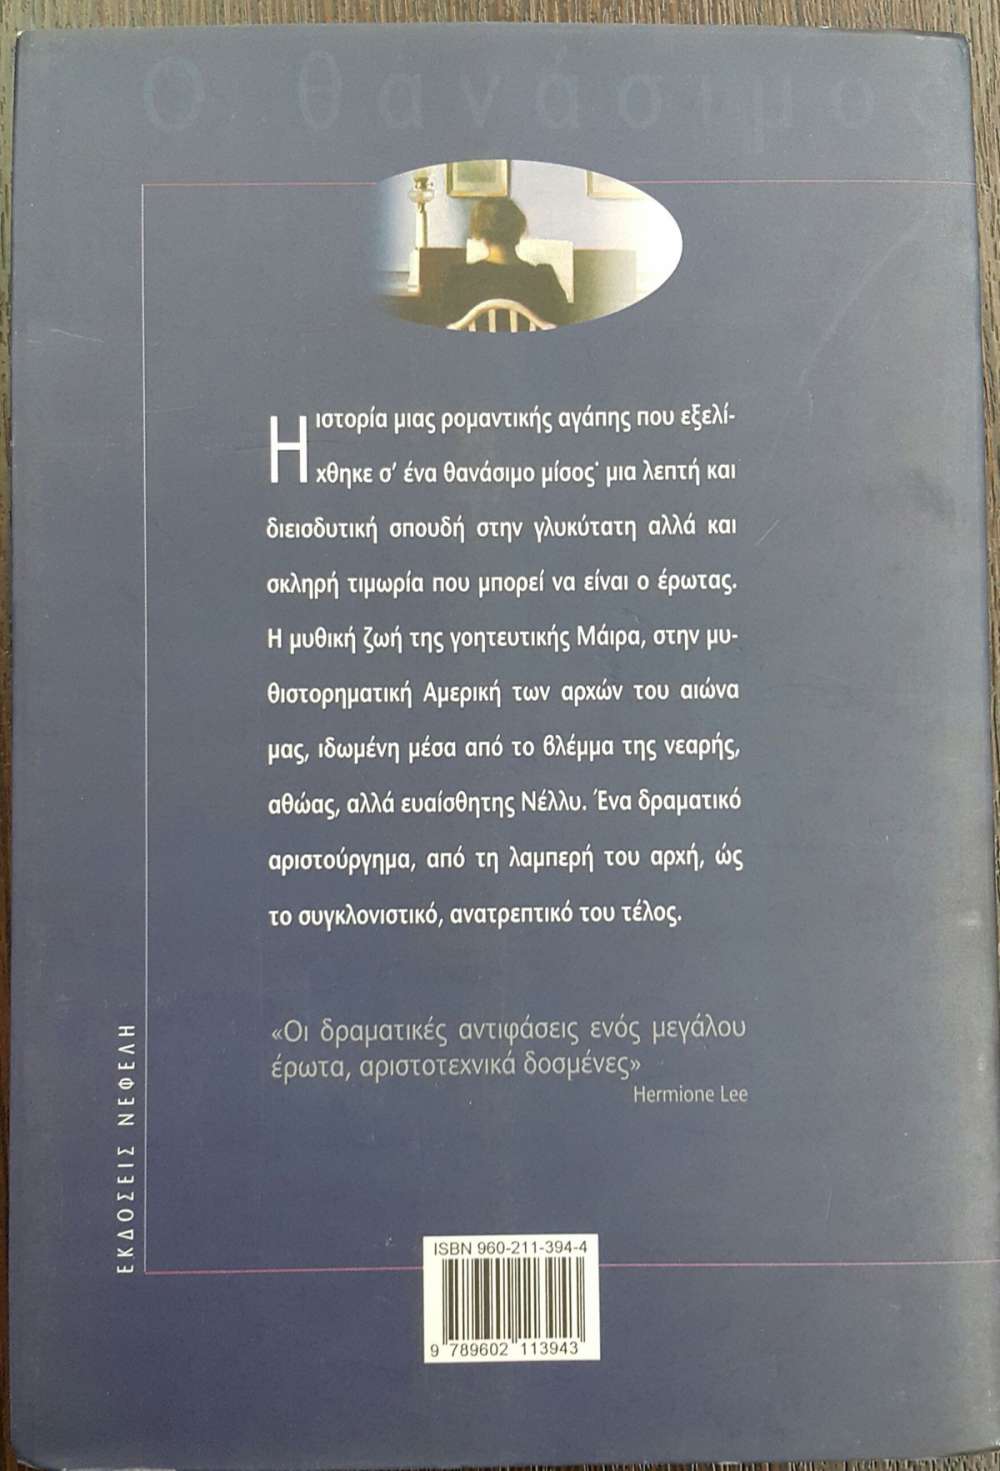 Ο θανάσιμος
Η ιστορία μιας ρομαντικής αγάπης που εξελί-
χθηκε σ' ένα θανάσιμο μίσος· μια λεπτή και
διεισδυτική σπουδή στην γλυκύτατη αλλά και
σκληρή τιμωρία που μπορεί να είναι ο έρωτας.
Η μυθική ζωή της γοητευτικής Μάιρα, στην μυ-
θιστορηματική Αμερική των αρχών του αιώνα
μας, ιδωμένη μέσα από το βλέμμα της νεαρής,
αθώας, αλλά ευαίσθητης Νέλλυ. Ένα δραματικό
αριστούργημα, από τη λαμπερή του αρχή, ώς
το συγκλονιστικό, ανατρεπτικό του τέλος.
«Οι δραματικές αντιφάσεις ενός μεγάλου
έρωτα, αριστοτεχνικά δοσμένες»
Hermione Lee
ΕΚΔΟΣΕΙΣ ΝΕΦΕΛΗ
ISBN 960-211-394-4
9 789602 113943